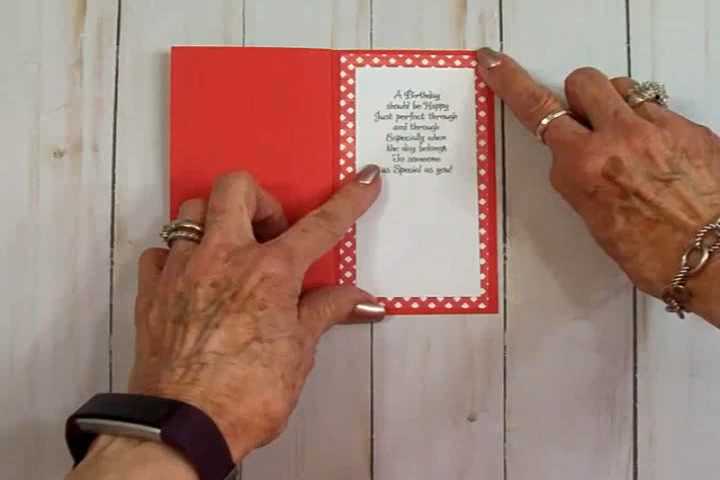 A Birthday
should be Happy
Just perfect through
and through
Especially when
the day belongs
To someone
as Special as you!